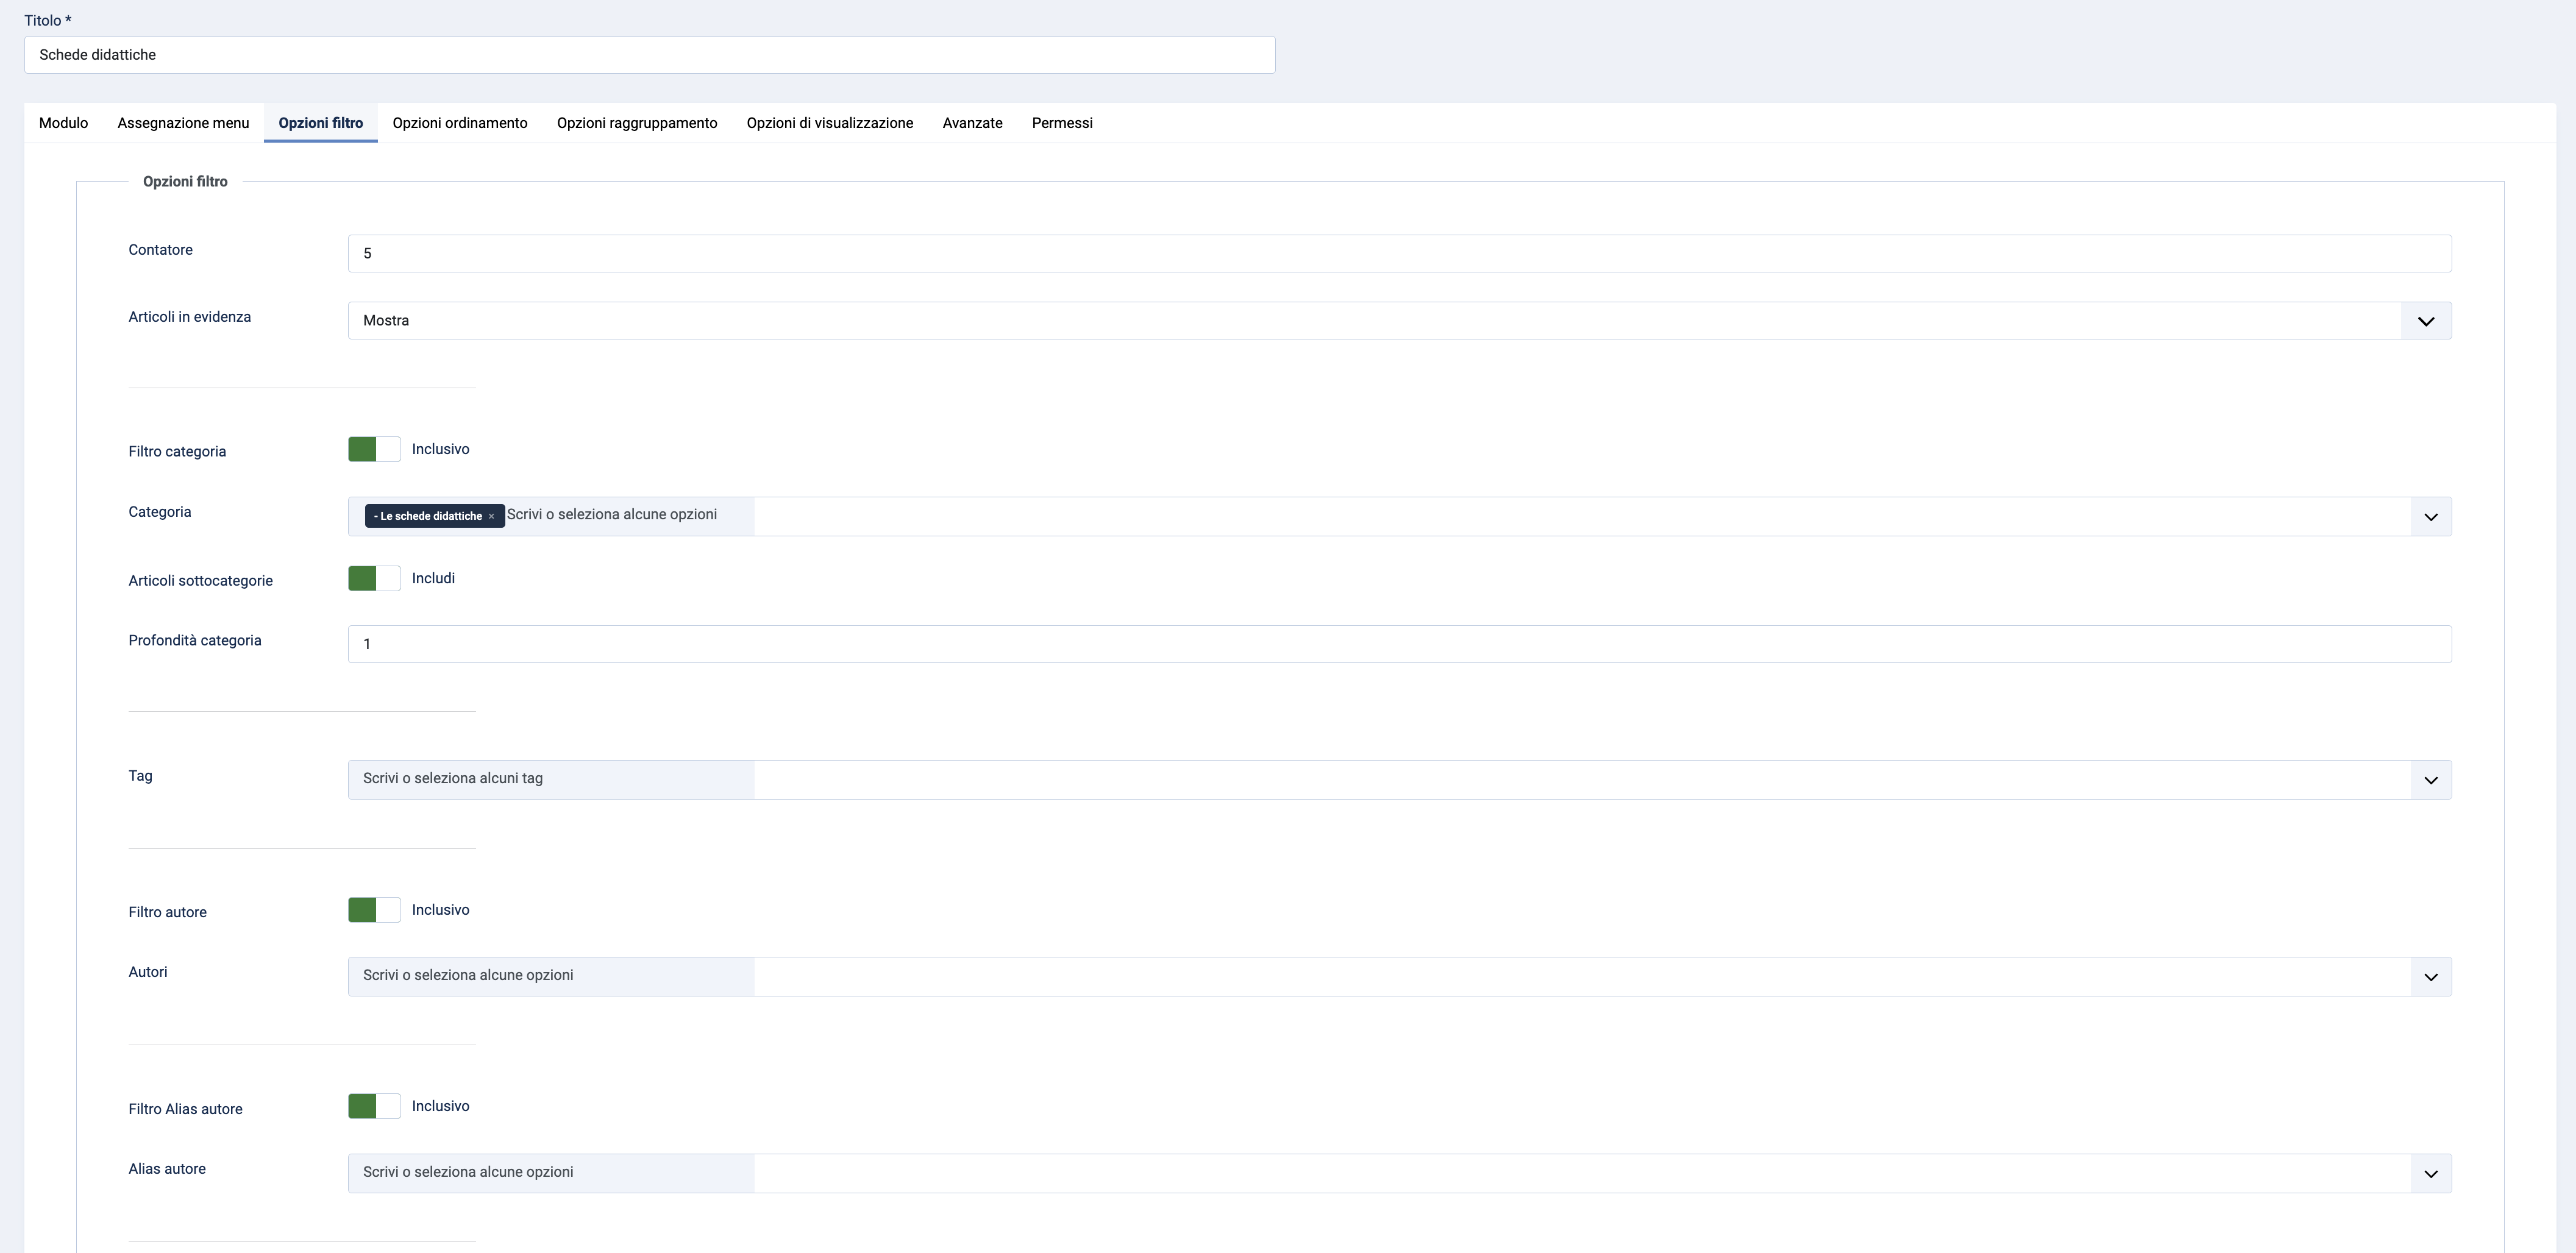 Titolo *
Schede didattiche
Modulo Assegnazione menu Opzioni filtro Opzioni ordinamento Opzioni raggruppamento Opzioni di visualizzazione Avanzate Permessi
Opzioni filtro
Contatore 5
Articoli in evidenza Mostra
Filtro categoria Inclusivo
Categoria - Le schede didattiche × Scrivi o seleziona alcune opzioni
Articoli sottocategorie Includi
Profondità categoria 1
Tag Scrivi o seleziona alcuni tag
Filtro autore Inclusivo
Autori Scrivi o seleziona alcune opzioni
Filtro Alias autore Inclusivo
Alias autore Scrivi o seleziona alcune opzioni